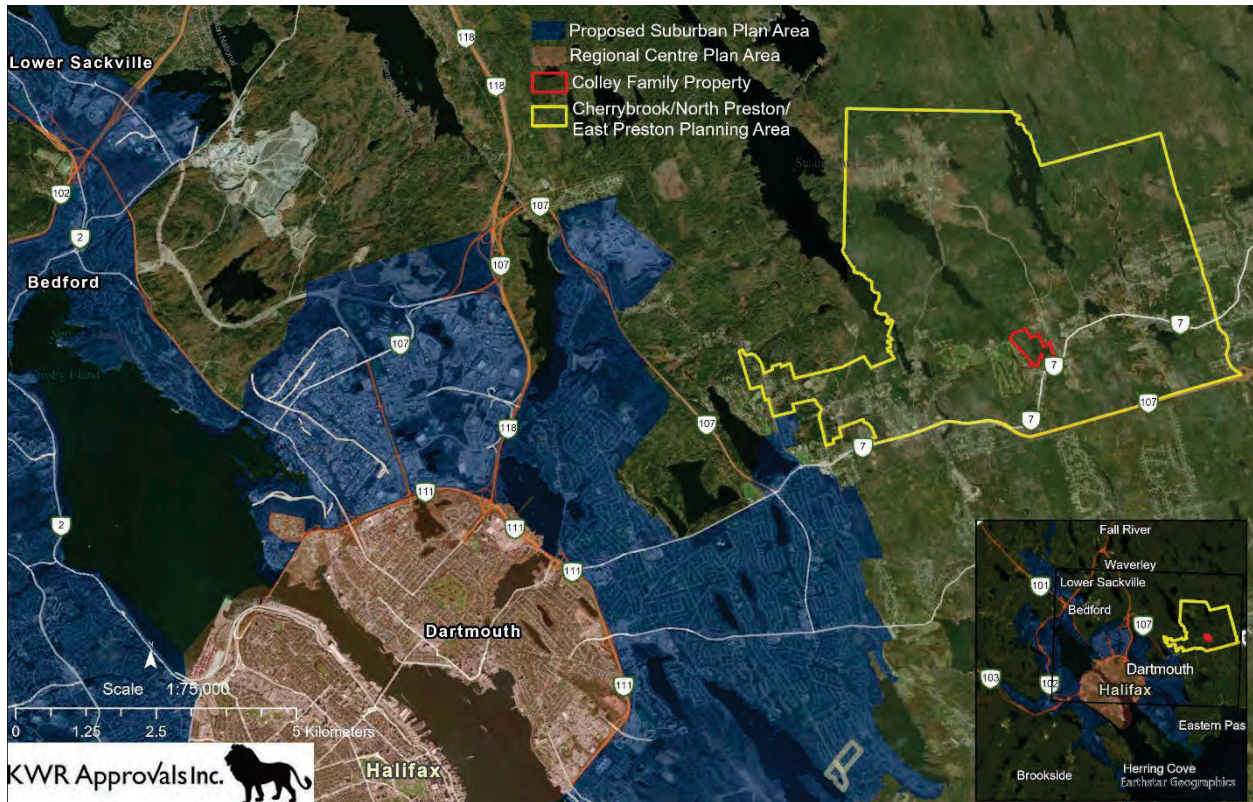 Proposed Suburban Plan Area
Regional Centre Plan Area
Colley Family Property
Cherrybrook/North Preston/
East Preston Planning Area
Lower Sackville
118
102
2
Bedford
107
107
107
118
107
7
7
7
7
107
2
111
111
111
111
Dartmouth
Halifax
Scale 1:75,000
0 1.25 2.5 5 Kilometers
KWR Approvals Inc.
Fall River
Waverley
101
Lower Sackville
Bedford
107
Dartmouth
103
102
Halifax
Eastern Pas
Brookside
Herring Cove
Earthstar Geographics